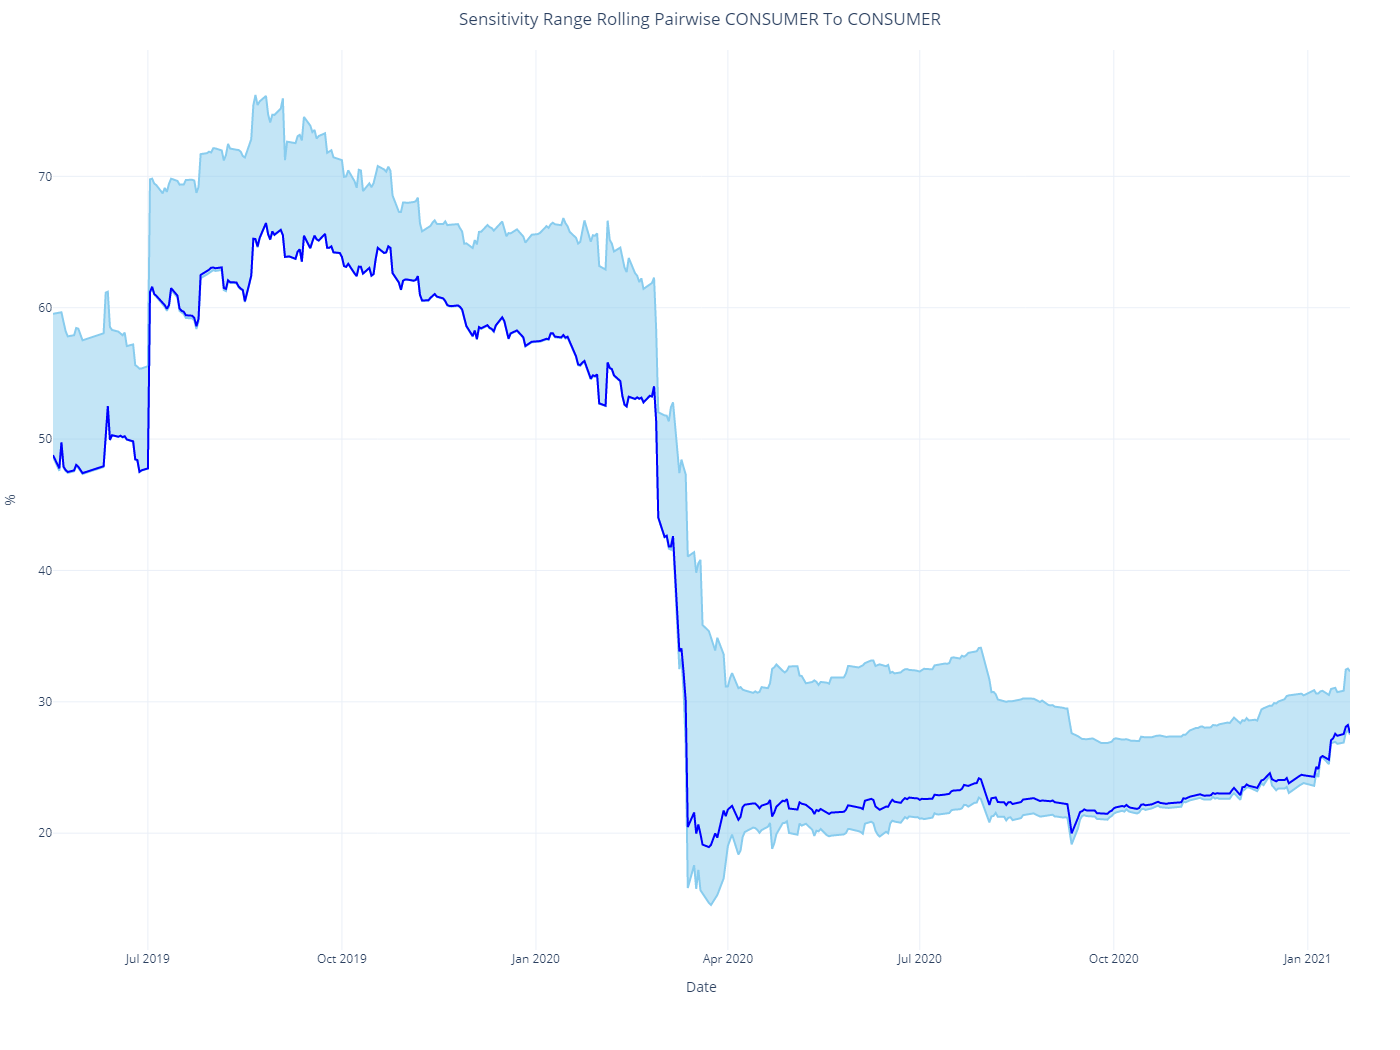 Sensitivity Range Rolling Pairwise CONSUMER To CONSUMER
70
60
50
40
30
20
%
Jul 2019
Oct 2019
Jan 2020
Apr 2020
Jul 2020
Oct 2020
Jan 2021
Date